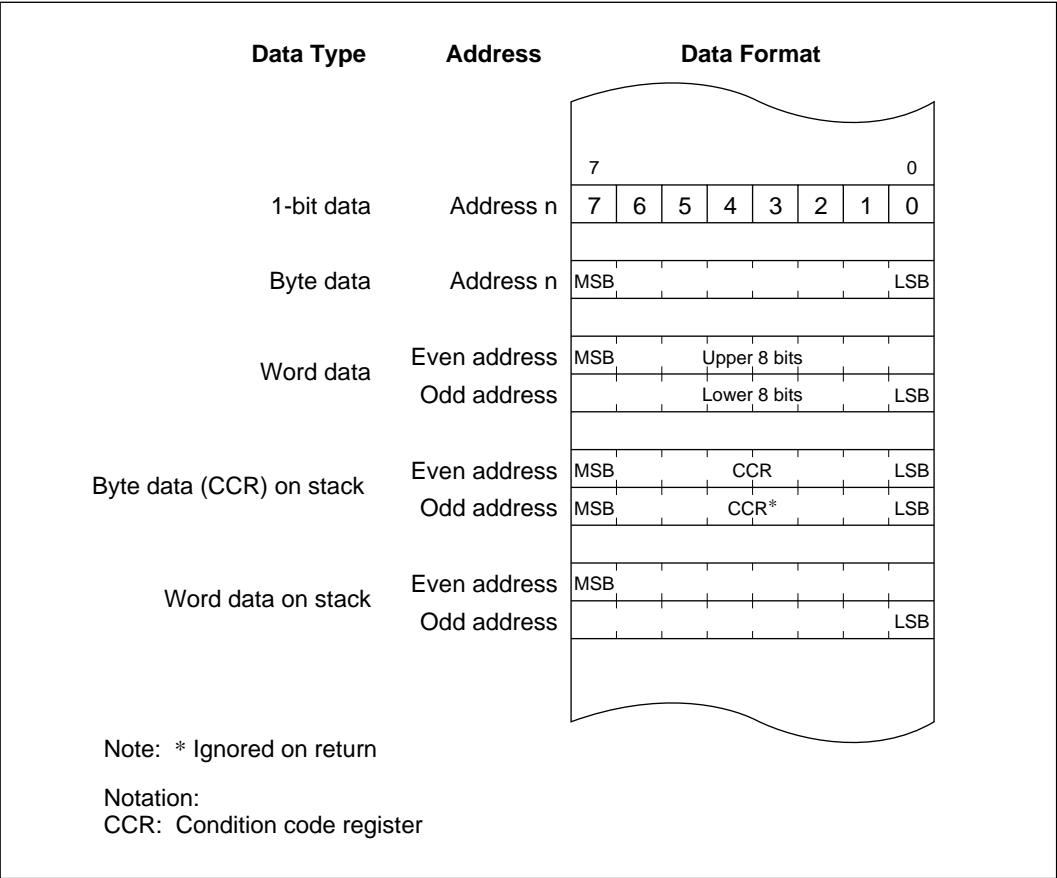 Data Type Address Data Format
7 0
1-bit data Address n 7 6 5 4 3 2 1 0
Byte data Address n MSB LSB
Word data
Even address MSB Upper 8 bits
Odd address Lower 8 bits LSB
Byte data (CCR) on stack
Even address MSB CCR LSB
Odd address MSB CCR* LSB
Word data on stack
Even address MSB
Odd address LSB
Note: * Ignored on return
Notation:
CCR: Condition code register